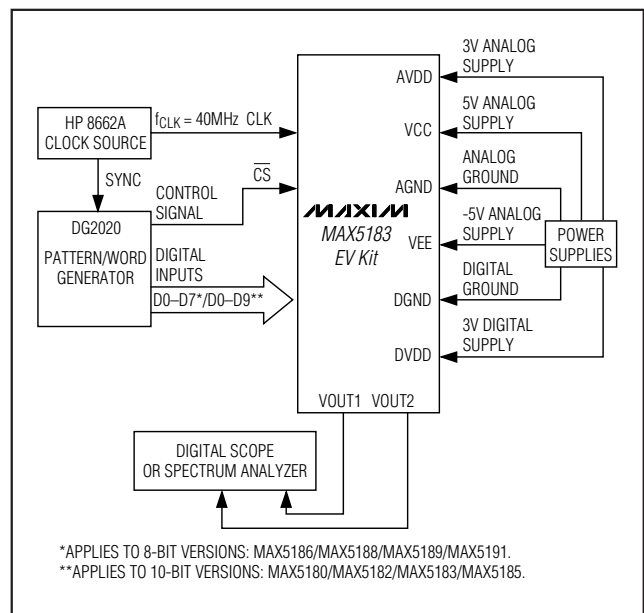 HP 8662A
CLOCK SOURCE
fCLK = 40MHz CLK
SYNC
CONTROL
SIGNAL
CS
DG2020
PATTERN/WORD
GENERATOR
DIGITAL
INPUTS
D0–D7*/D0–D9**
MAXIM
MAX5183
EV Kit
AVDD
VCC
AGND
VEE
DGND
DVDD
VOUT1 VOUT2
3V ANALOG
SUPPLY
5V ANALOG
SUPPLY
ANALOG
GROUND
-5V ANALOG
SUPPLY
DIGITAL
GROUND
3V DIGITAL
SUPPLY
POWER
SUPPLIES
DIGITAL SCOPE
OR SPECTRUM ANALYZER
*APPLIES TO 8-BIT VERSIONS: MAX5186/MAX5188/MAX5189/MAX5191.
**APPLIES TO 10-BIT VERSIONS: MAX5180/MAX5182/MAX5183/MAX5185.